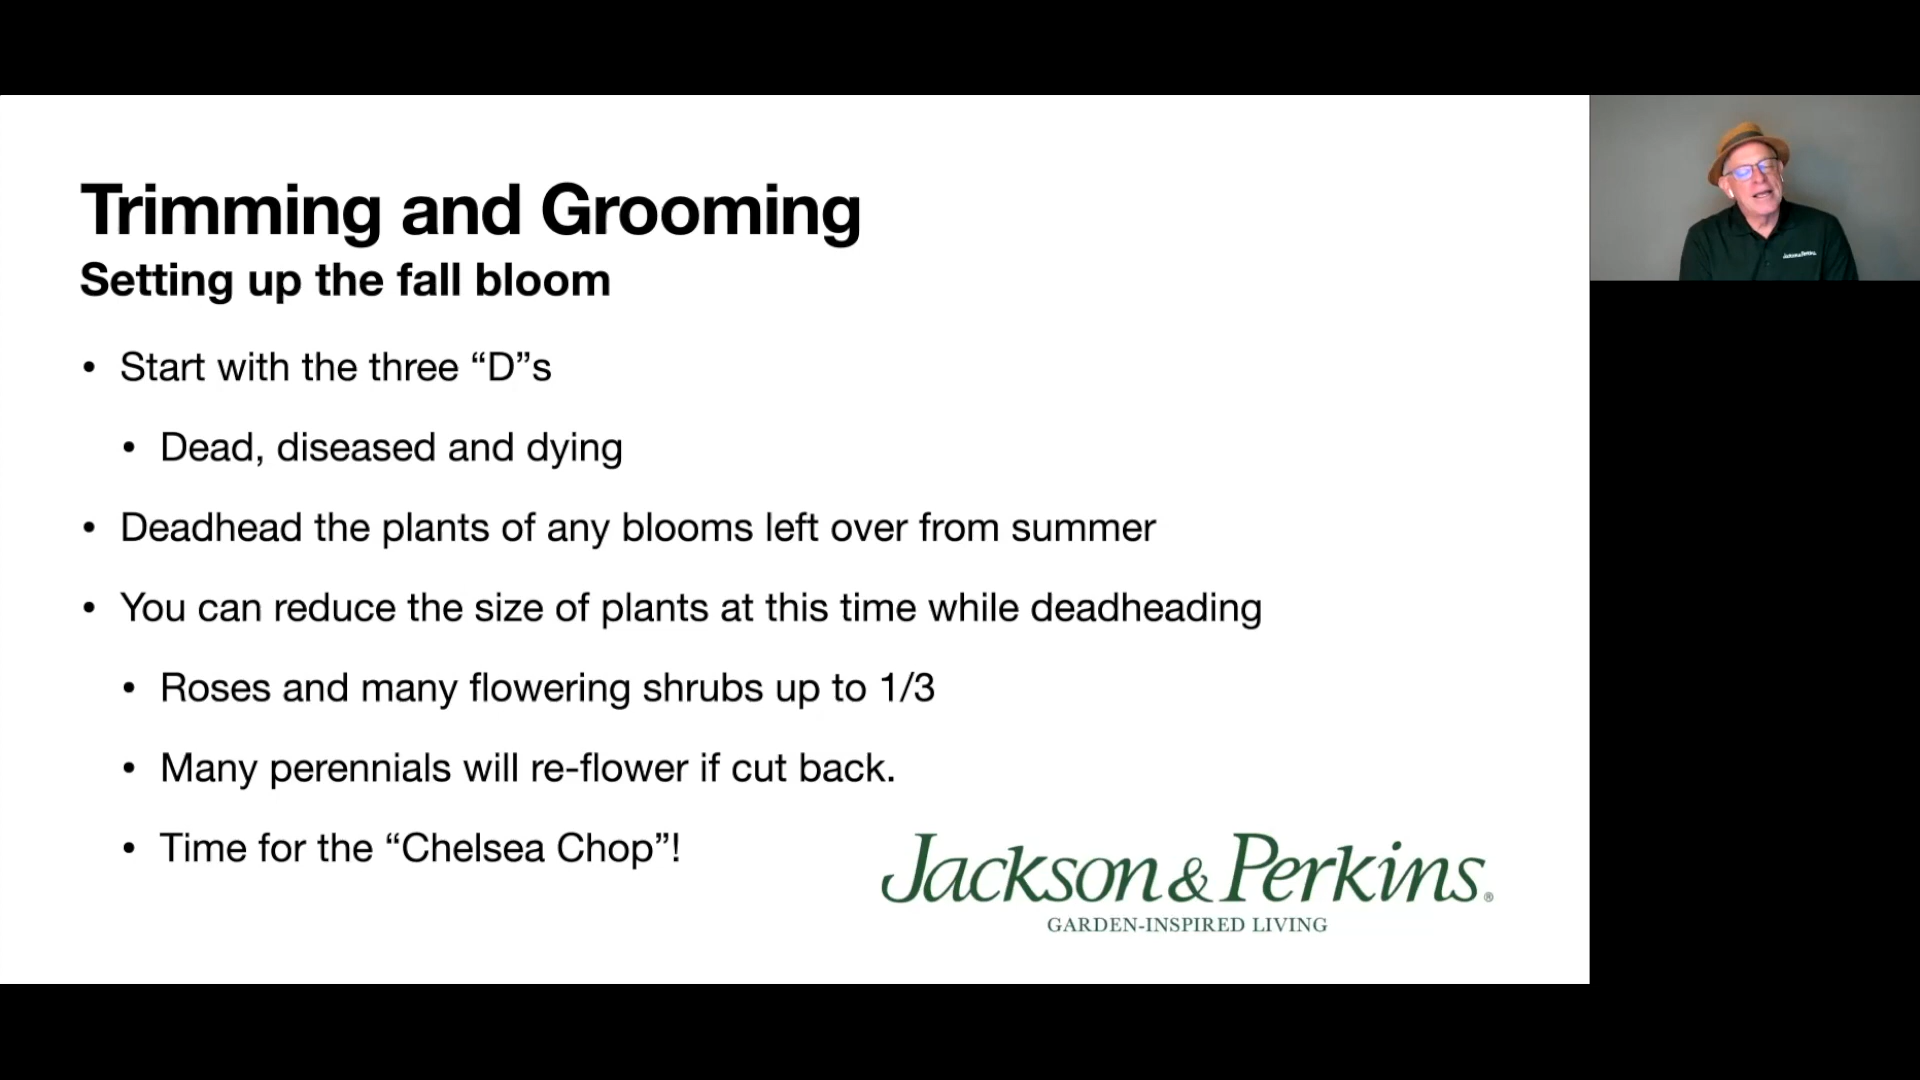 Trimming and Grooming
Setting up the fall bloom
• Start with the three “D”s
• Dead, diseased and dying
• Deadhead the plants of any blooms left over from summer
• You can reduce the size of plants at this time while deadheading
• Roses and many flowering shrubs up to 1/3
• Many perennials will re-flower if cut back.
• Time for the “Chelsea Chop”!
Jackson & Perkins®
GARDEN-INSPIRED LIVING
Jackson&Perkins